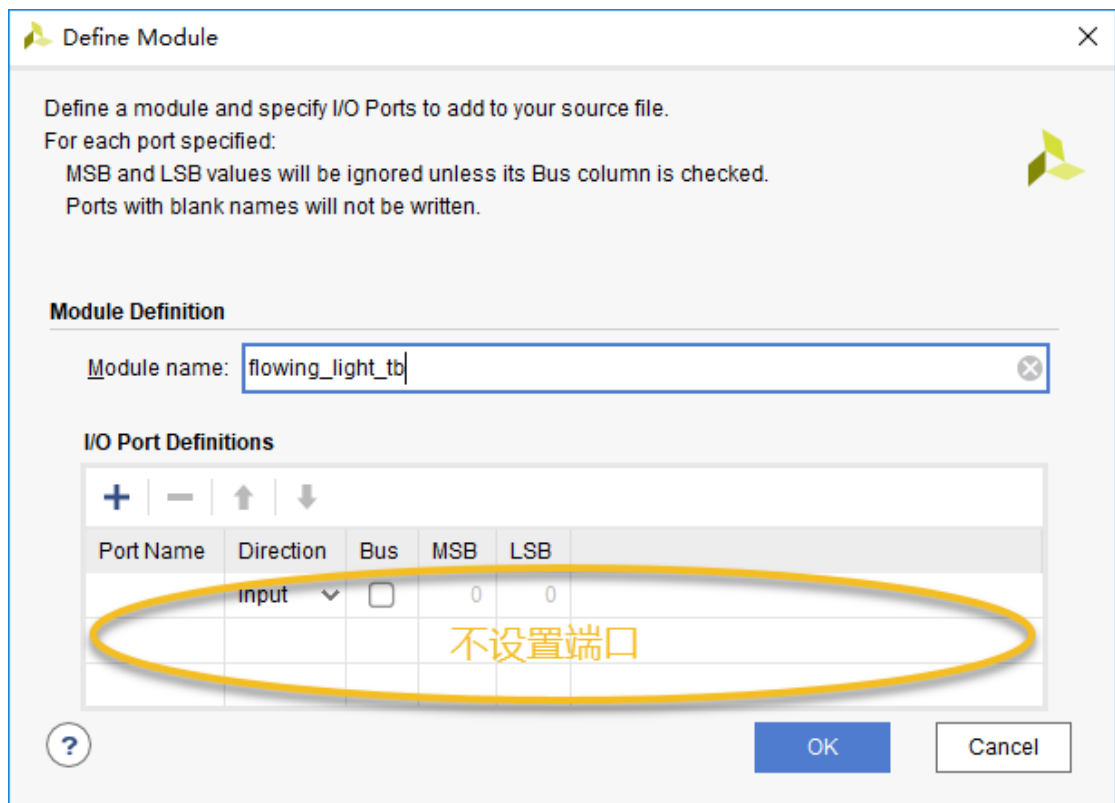 Define Module
Define a module and specify I/O Ports to add to your source file.
For each port specified:
MSB and LSB values will be ignored unless its Bus column is checked.
Ports with blank names will not be written.
Module Definition
Module name: flowing_light_tb
I/O Port Definitions
Port Name Direction Bus MSB LSB
Input 0 0
不设置端口
? OK Cancel